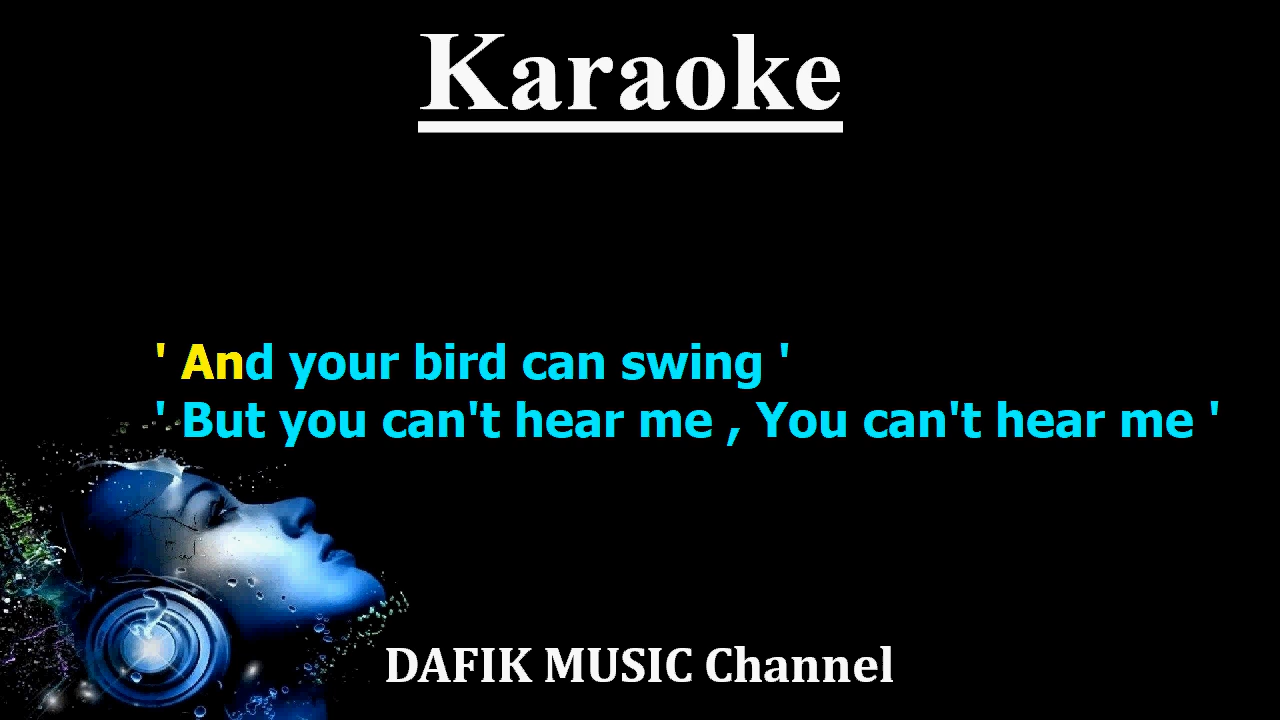 Karaoke
' And your bird can swing '
' But you can't hear me , You can't hear me '
DAFIK MUSIC Channel